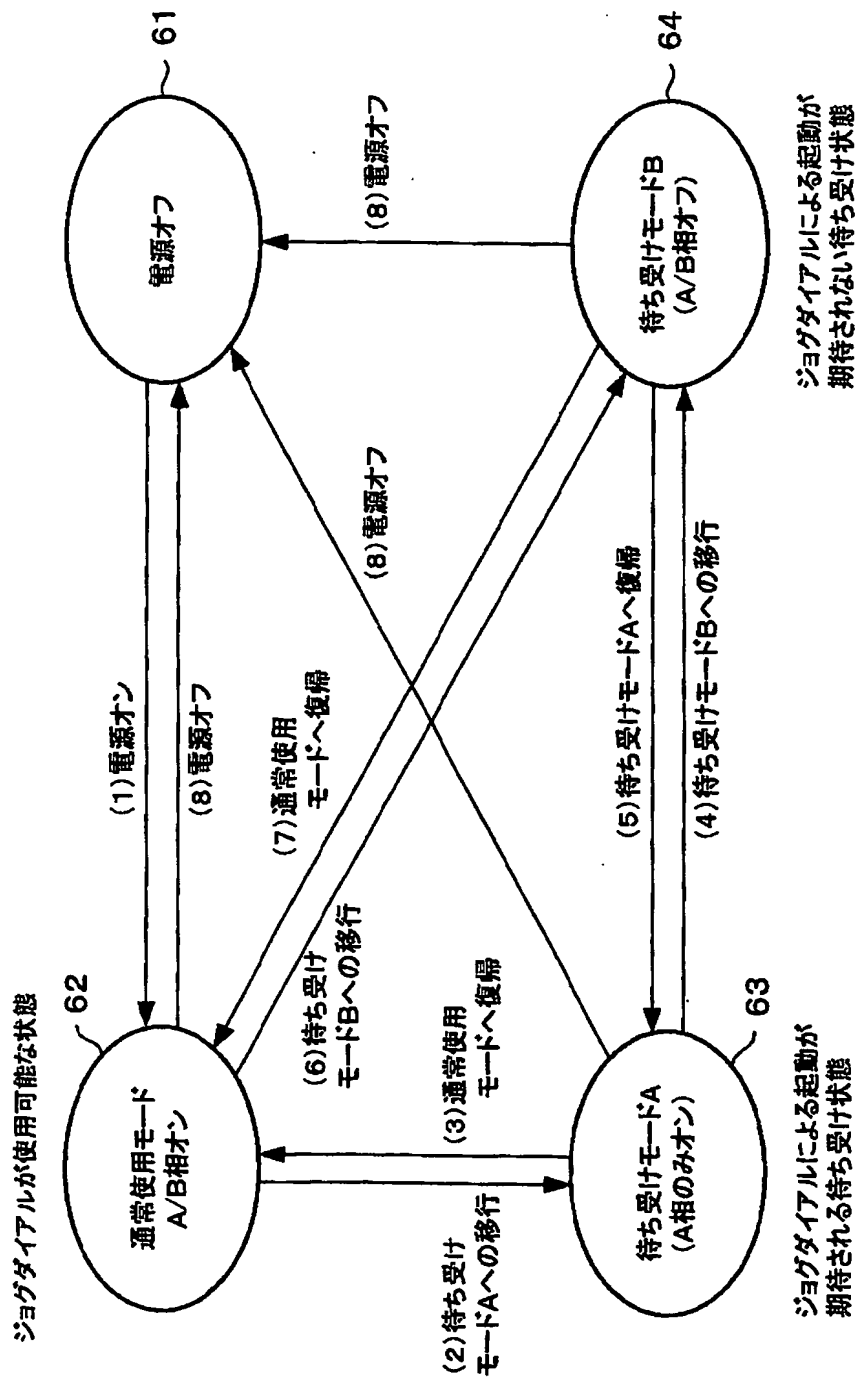 ジョグダイアルが使用可能な状態
62
通常使用モード
A/B相オン
(1)電源オン
(8)電源オフ
電源オフ
61
(2)待ち受け
モードAへの移行
(3)通常使用
モードへ復帰
(6)待ち受け
モードBへの移行
(7)通常使用
モードへ復帰
(8)電源オフ
(8)電源オフ
待ち受けモードA
(A相のみオン)
63
(5)待ち受けモードAへ復帰
(4)待ち受けモードBへの移行
待ち受けモードB
(A/B相オフ)
64
ジョグダイアルによる起動が
期待される待ち受け状態
ジョグダイアルによる起動が
期待されない待ち受け状態